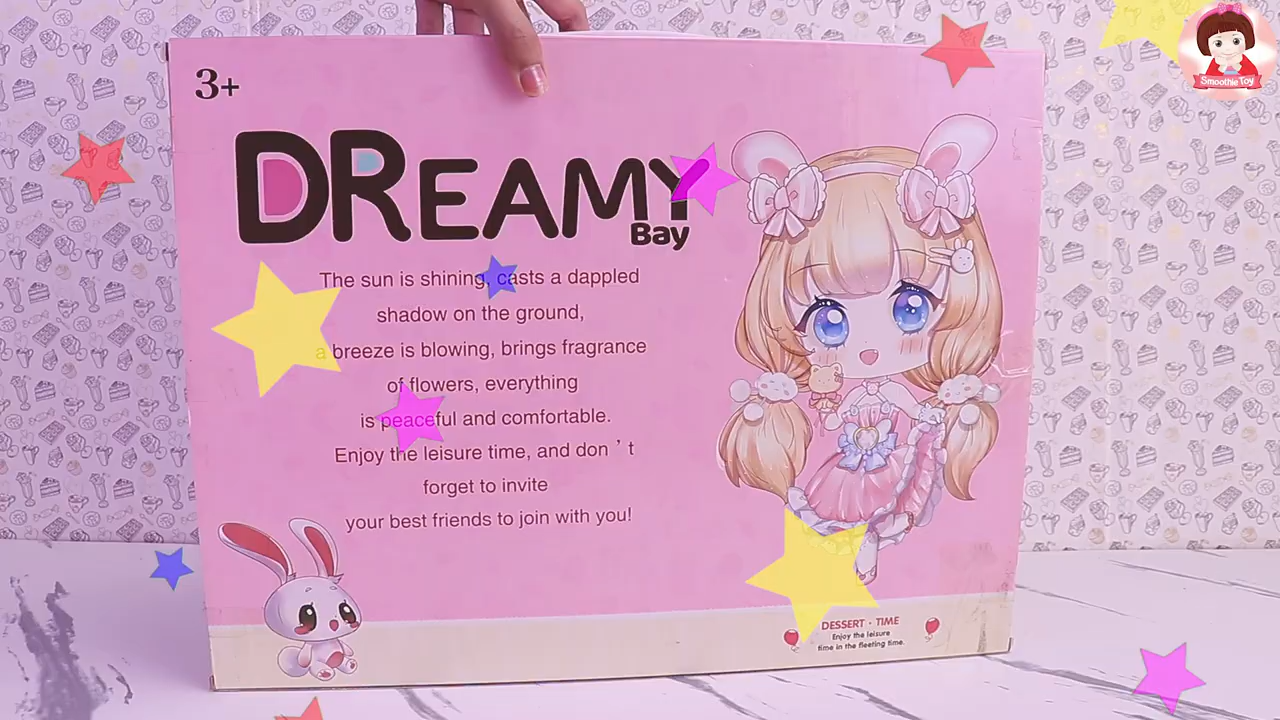 3+
Smoothie Toy
DREAMY
Bay
The sun is shining, casts a dappled
shadow on the ground,
a breeze is blowing, brings fragrance
of flowers, everything
is peaceful and comfortable.
Enjoy the leisure time, and don ’ t
forget to invite
your best friends to join with you!
DESSERT · TIME
Enjoy the leisure
time in the fleeting time.